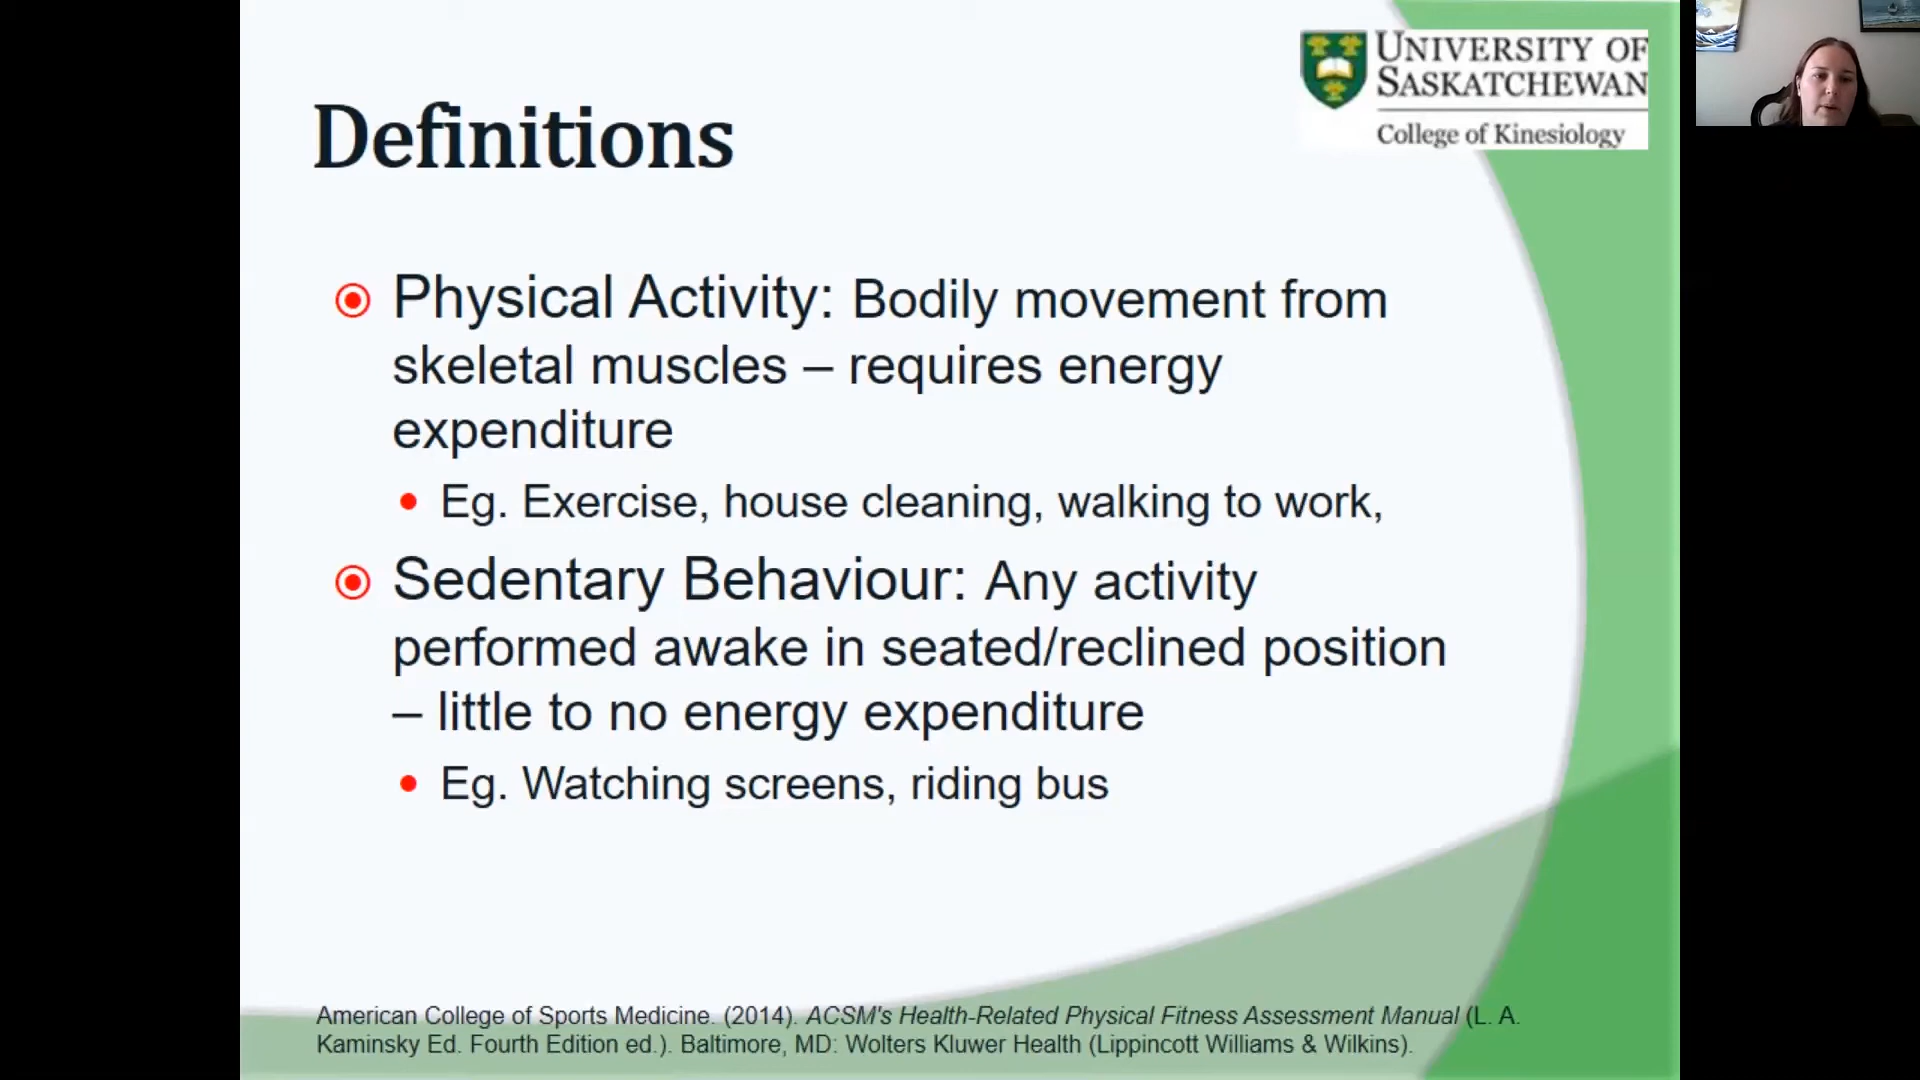 UNIVERSITY OF
SASKATCHEWAN
College of Kinesiology
Definitions
Physical Activity: Bodily movement from
skeletal muscles – requires energy
expenditure
Eg. Exercise, house cleaning, walking to work,
Sedentary Behaviour: Any activity
performed awake in seated/reclined position
– little to no energy expenditure
Eg. Watching screens, riding bus
American College of Sports Medicine. (2014). ACSM's Health-Related Physical Fitness Assessment Manual (L. A.
Kaminsky Ed. Fourth Edition ed.). Baltimore, MD: Wolters Kluwer Health (Lippincott Williams & Wilkins).